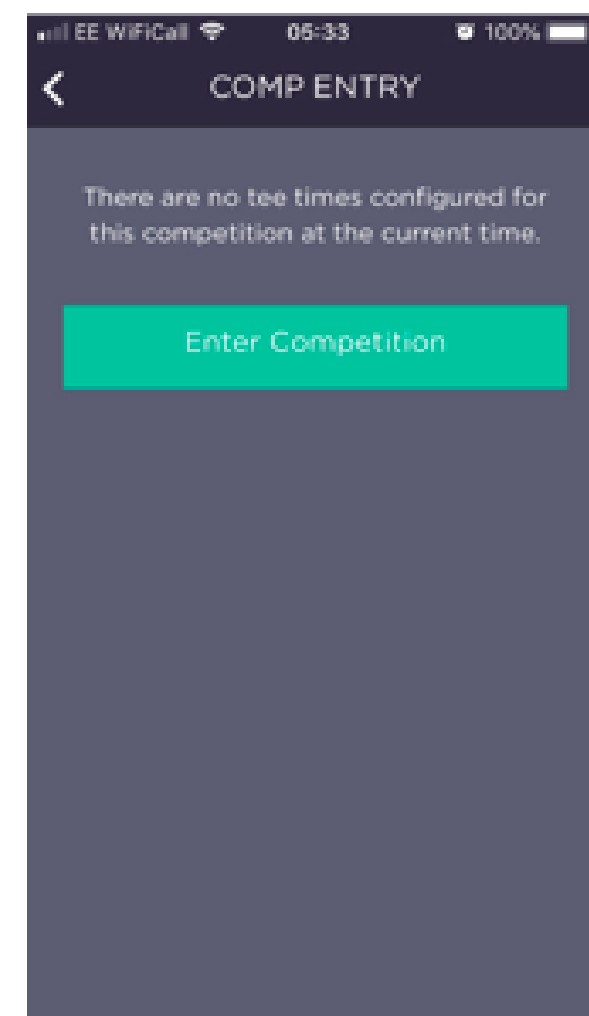 EE WiFiCall 05:33 100%
COMP ENTRY
There are no tee times configured for
this competition at the current time.
Enter Competition